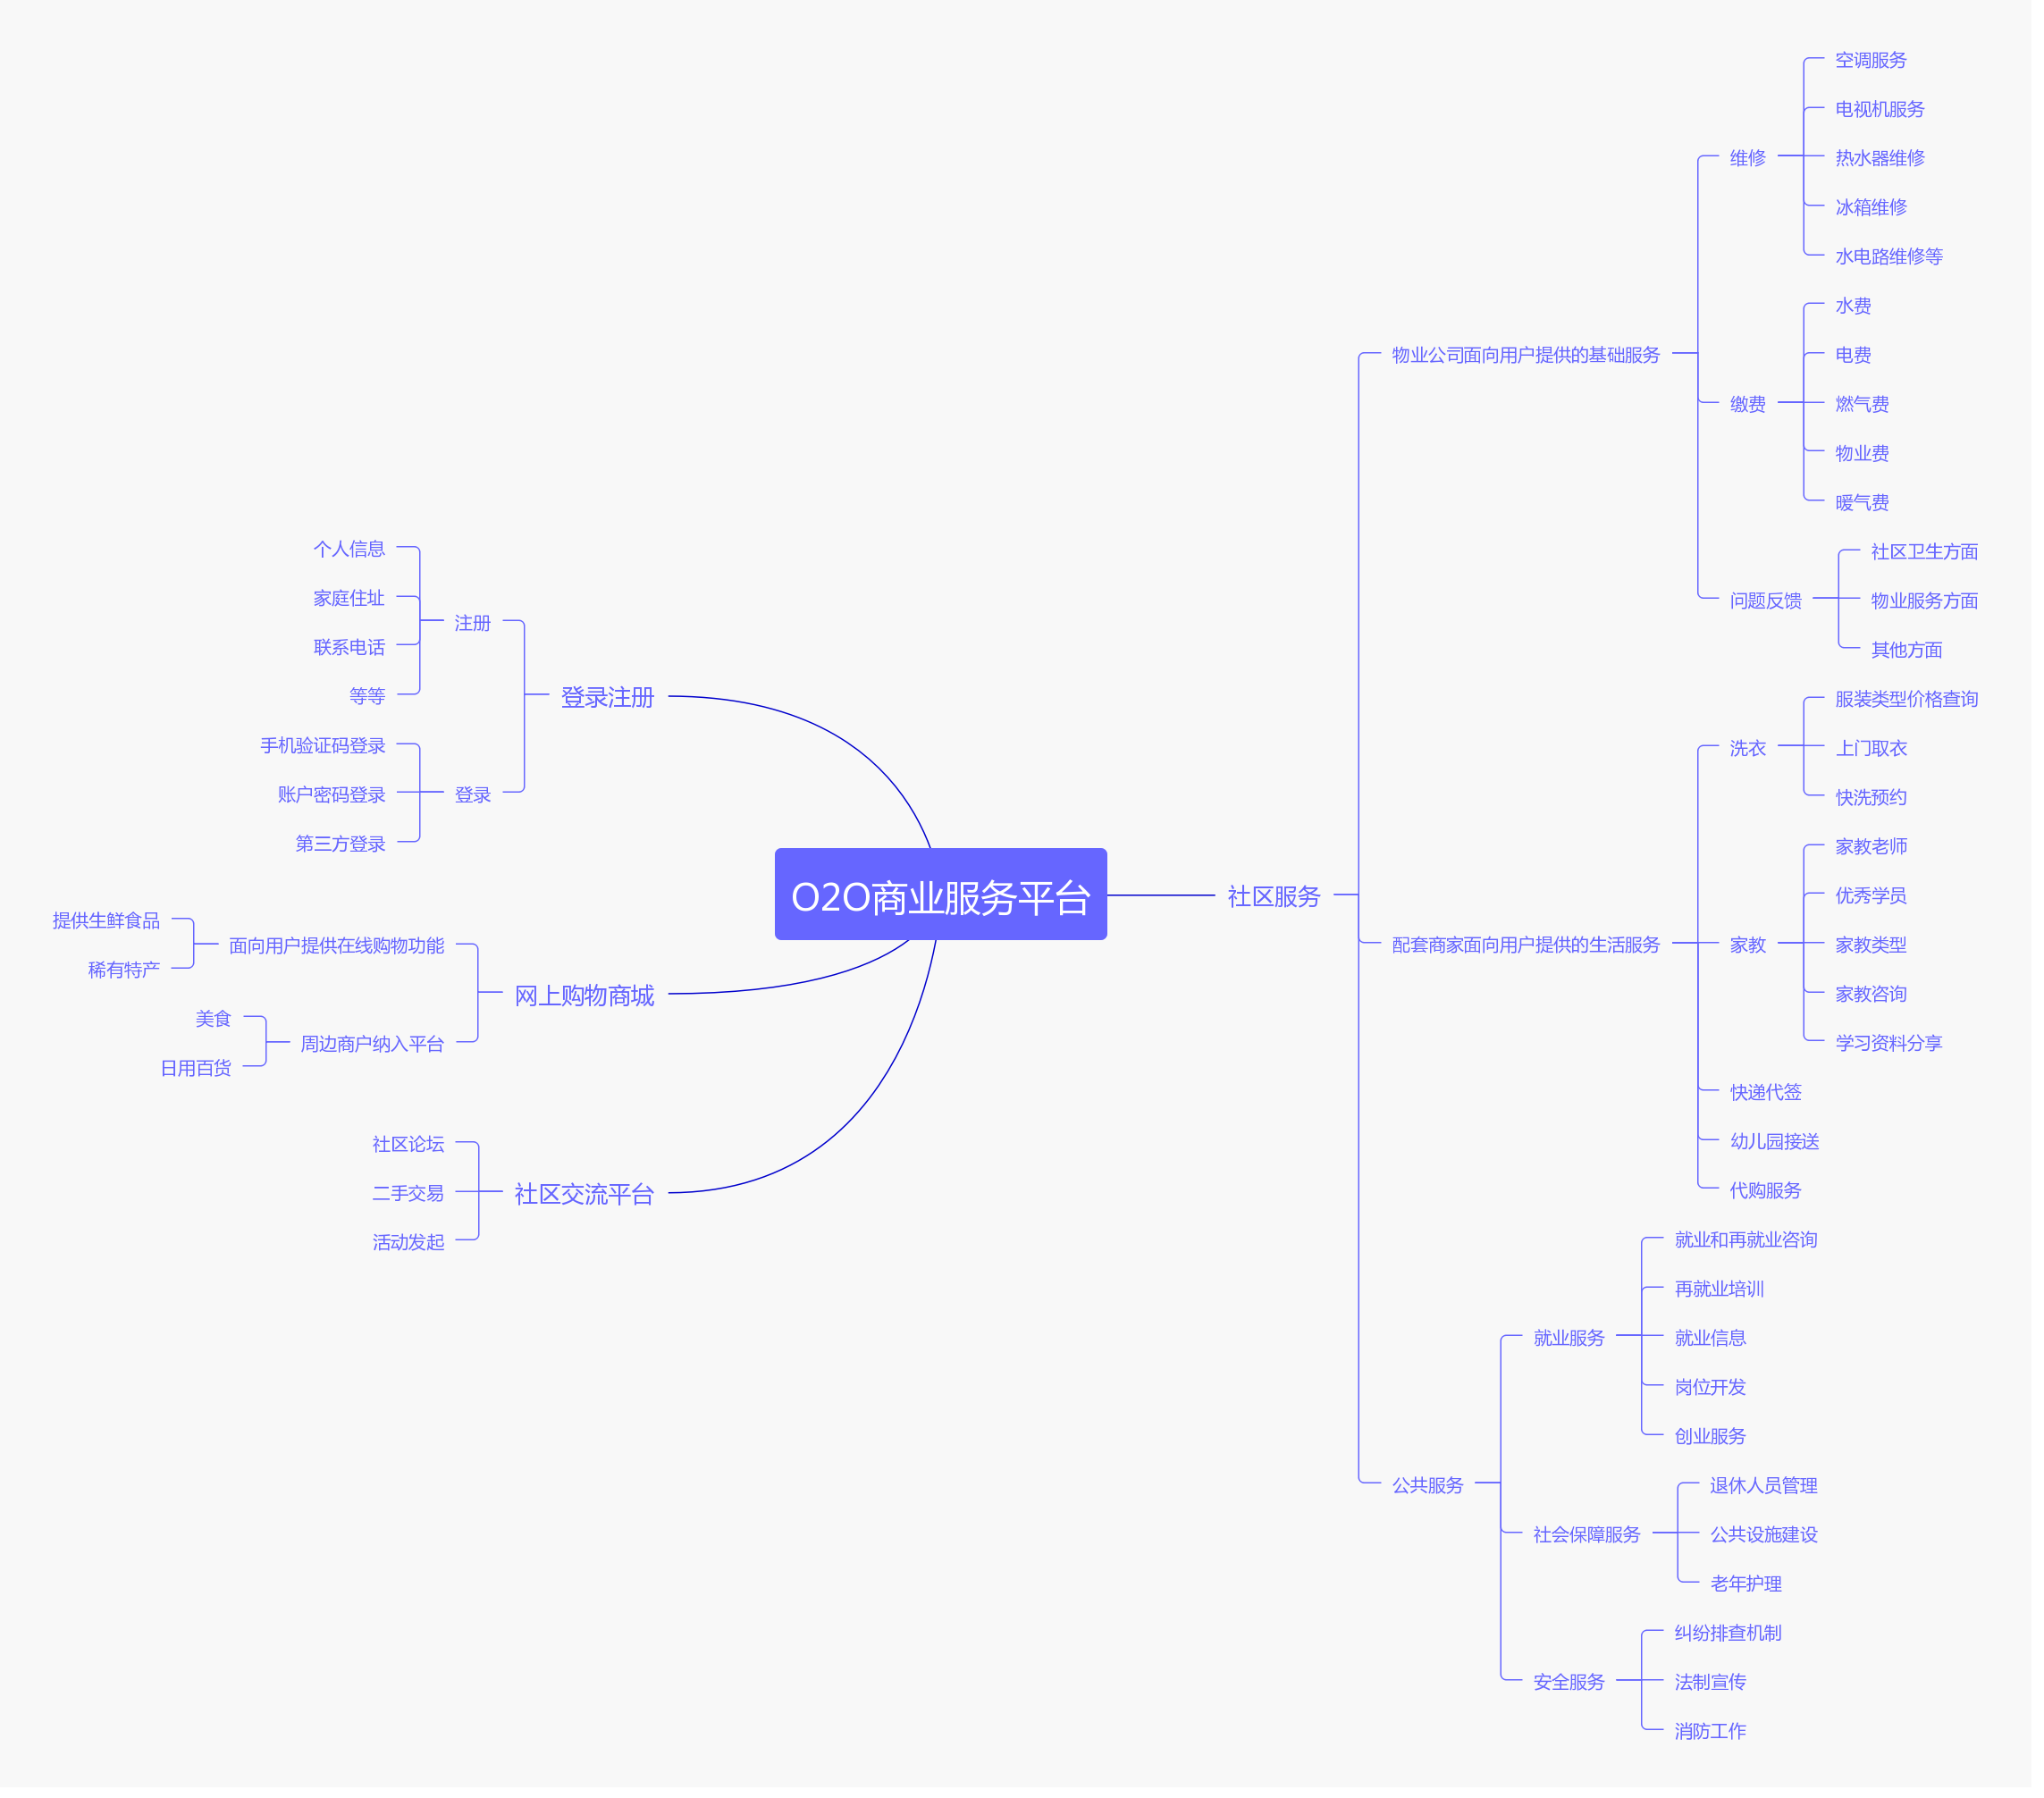 O2O商业服务平台
登录注册
注册
个人信息
家庭住址
联系电话
等等
登录
手机验证码登录
账户密码登录
第三方登录
网上购物商城
面向用户提供在线购物功能
提供生鲜食品
稀有特产
周边商户纳入平台
美食
日用百货
社区交流平台
社区论坛
二手交易
活动发起
社区服务
物业公司面向用户提供的基础服务
维修
空调服务
电视机服务
热水器维修
冰箱维修
水电路维修等
缴费
水费
电费
燃气费
物业费
暖气费
问题反馈
社区卫生方面
物业服务方面
其他方面
配套商家面向用户提供的生活服务
洗衣
服装类型价格查询
上门取衣
快洗预约
家教
家教老师
优秀学员
家教类型
家教咨询
学习资料分享
快递代签
幼儿园接送
代购服务
公共服务
就业服务
就业和再就业咨询
再就业培训
就业信息
岗位开发
创业服务
社会保障服务
退休人员管理
公共设施建设
老年护理
安全服务
纠纷排查机制
法制宣传
消防工作